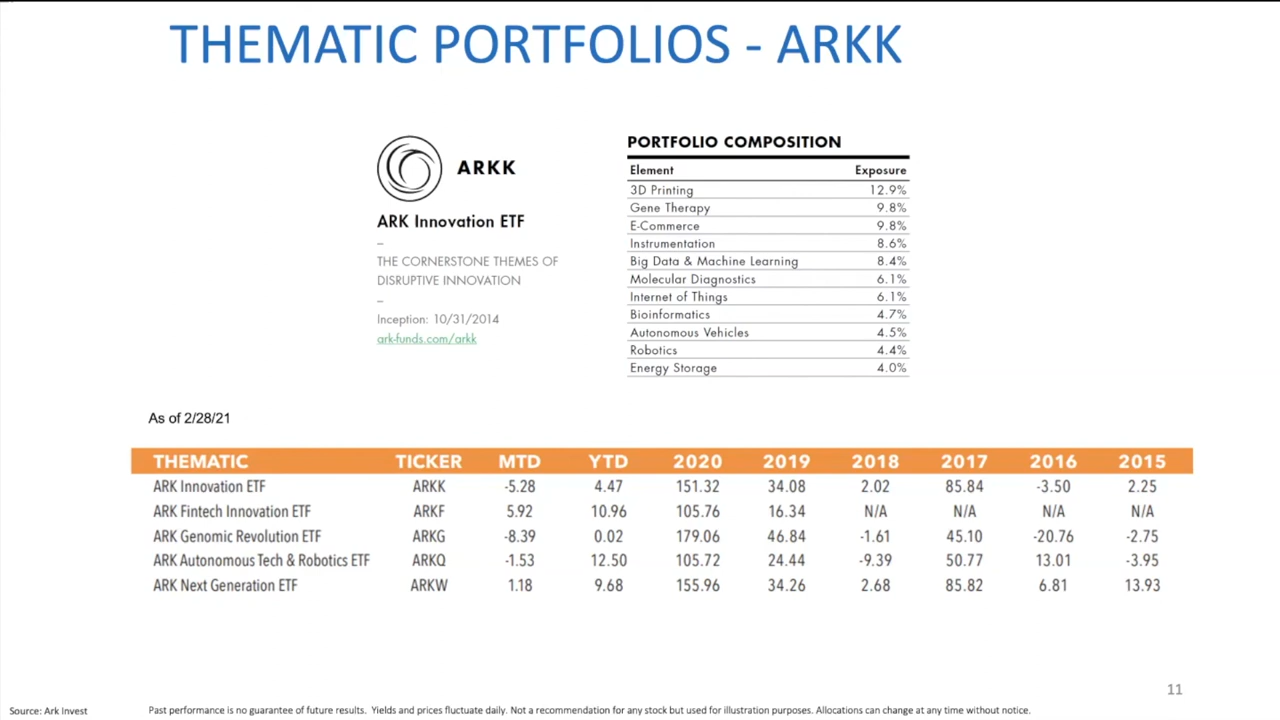 THEMATIC PORTFOLIOS - ARKK
ARKK
ARK Innovation ETF
–
THE CORNERSTONE THEMES OF
DISRUPTIVE INNOVATION
–
Inception: 10/31/2014
ark-funds.com/arkk
PORTFOLIO COMPOSITION
Element Exposure
3D Printing 12.9%
Gene Therapy 9.8%
E-Commerce 9.8%
Instrumentation 8.6%
Big Data & Machine Learning 8.4%
Molecular Diagnostics 6.1%
Internet of Things 6.1%
Bioinformatics 4.7%
Autonomous Vehicles 4.5%
Robotics 4.4%
Energy Storage 4.0%
As of 2/28/21
THEMATIC TICKER MTD YTD 2020 2019 2018 2017 2016 2015
ARK Innovation ETF ARKK -5.28 4.47 151.32 34.08 2.02 85.84 -3.50 2.25
ARK Fintech Innovation ETF ARKF 5.92 10.96 105.76 16.34 N/A N/A N/A N/A
ARK Genomic Revolution ETF ARKG -8.39 0.02 179.06 46.84 -1.61 45.10 -20.76 -2.75
ARK Autonomous Tech & Robotics ETF ARKQ -1.53 12.50 105.72 24.44 -9.39 50.77 13.01 -3.95
ARK Next Generation ETF ARKW 1.18 9.68 155.96 34.26 2.68 85.82 6.81 13.93
11
Source: Ark Invest
Past performance is no guarantee of future results. Yields and prices fluctuate daily. Not a recommendation for any stock but used for illustration purposes. Allocations can change at any time without notice.